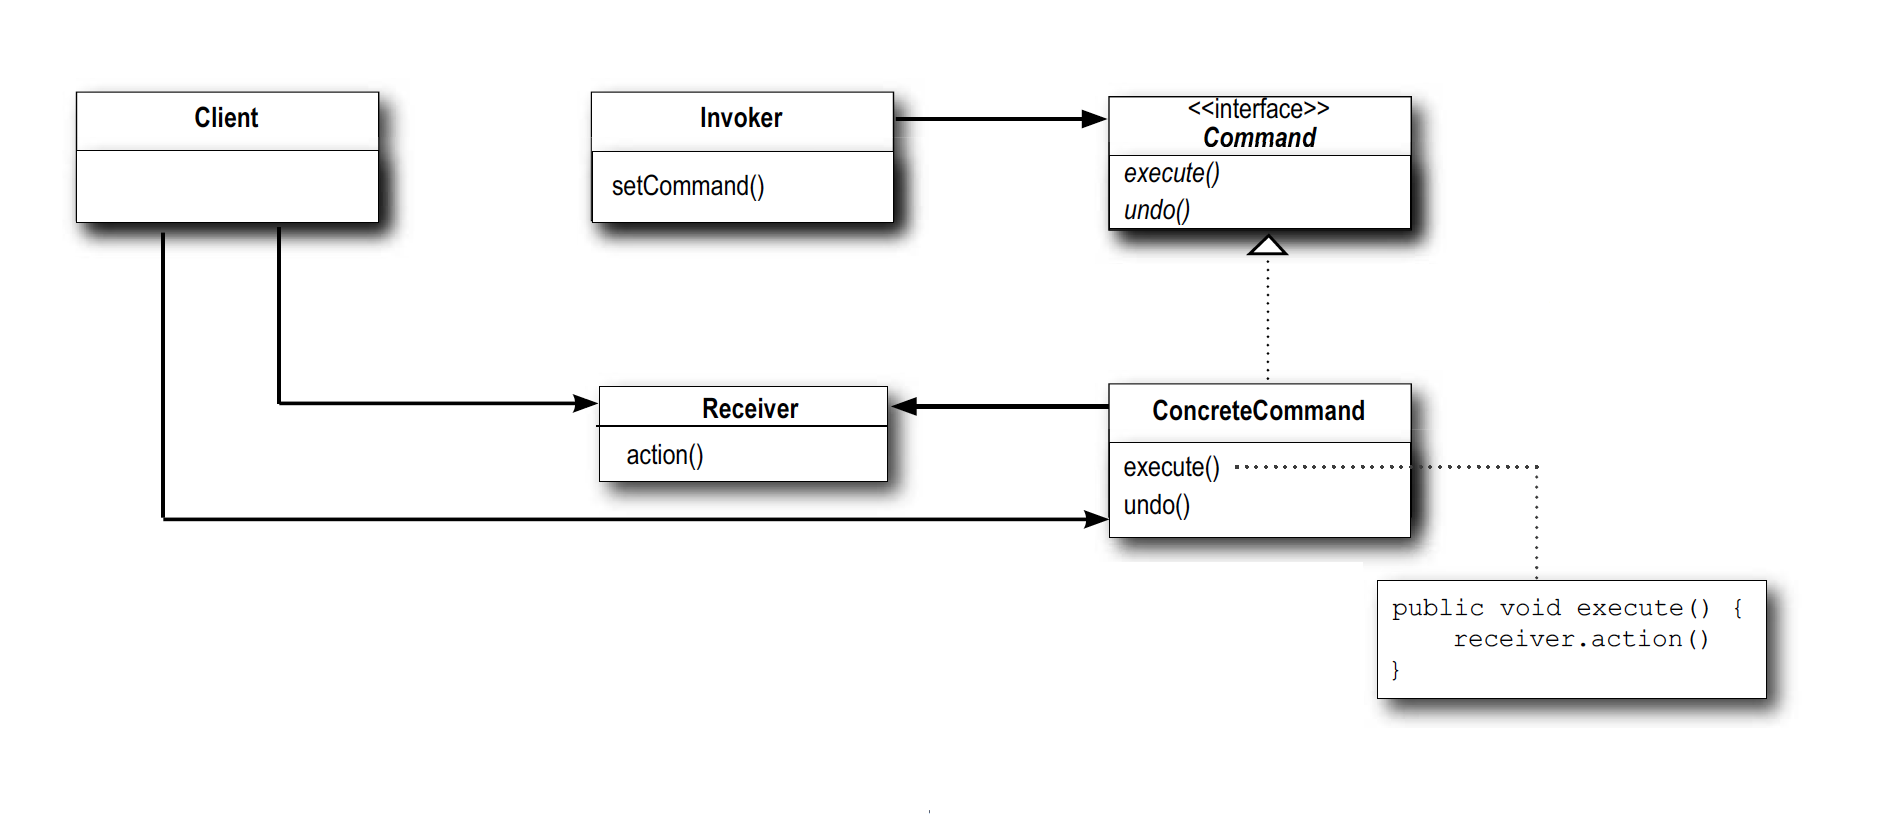 Client
Invoker
setCommand()
<<interface>>
Command
execute()
undo()
Receiver
action()
ConcreteCommand
execute()
undo()
public void execute() {
    receiver.action()
}